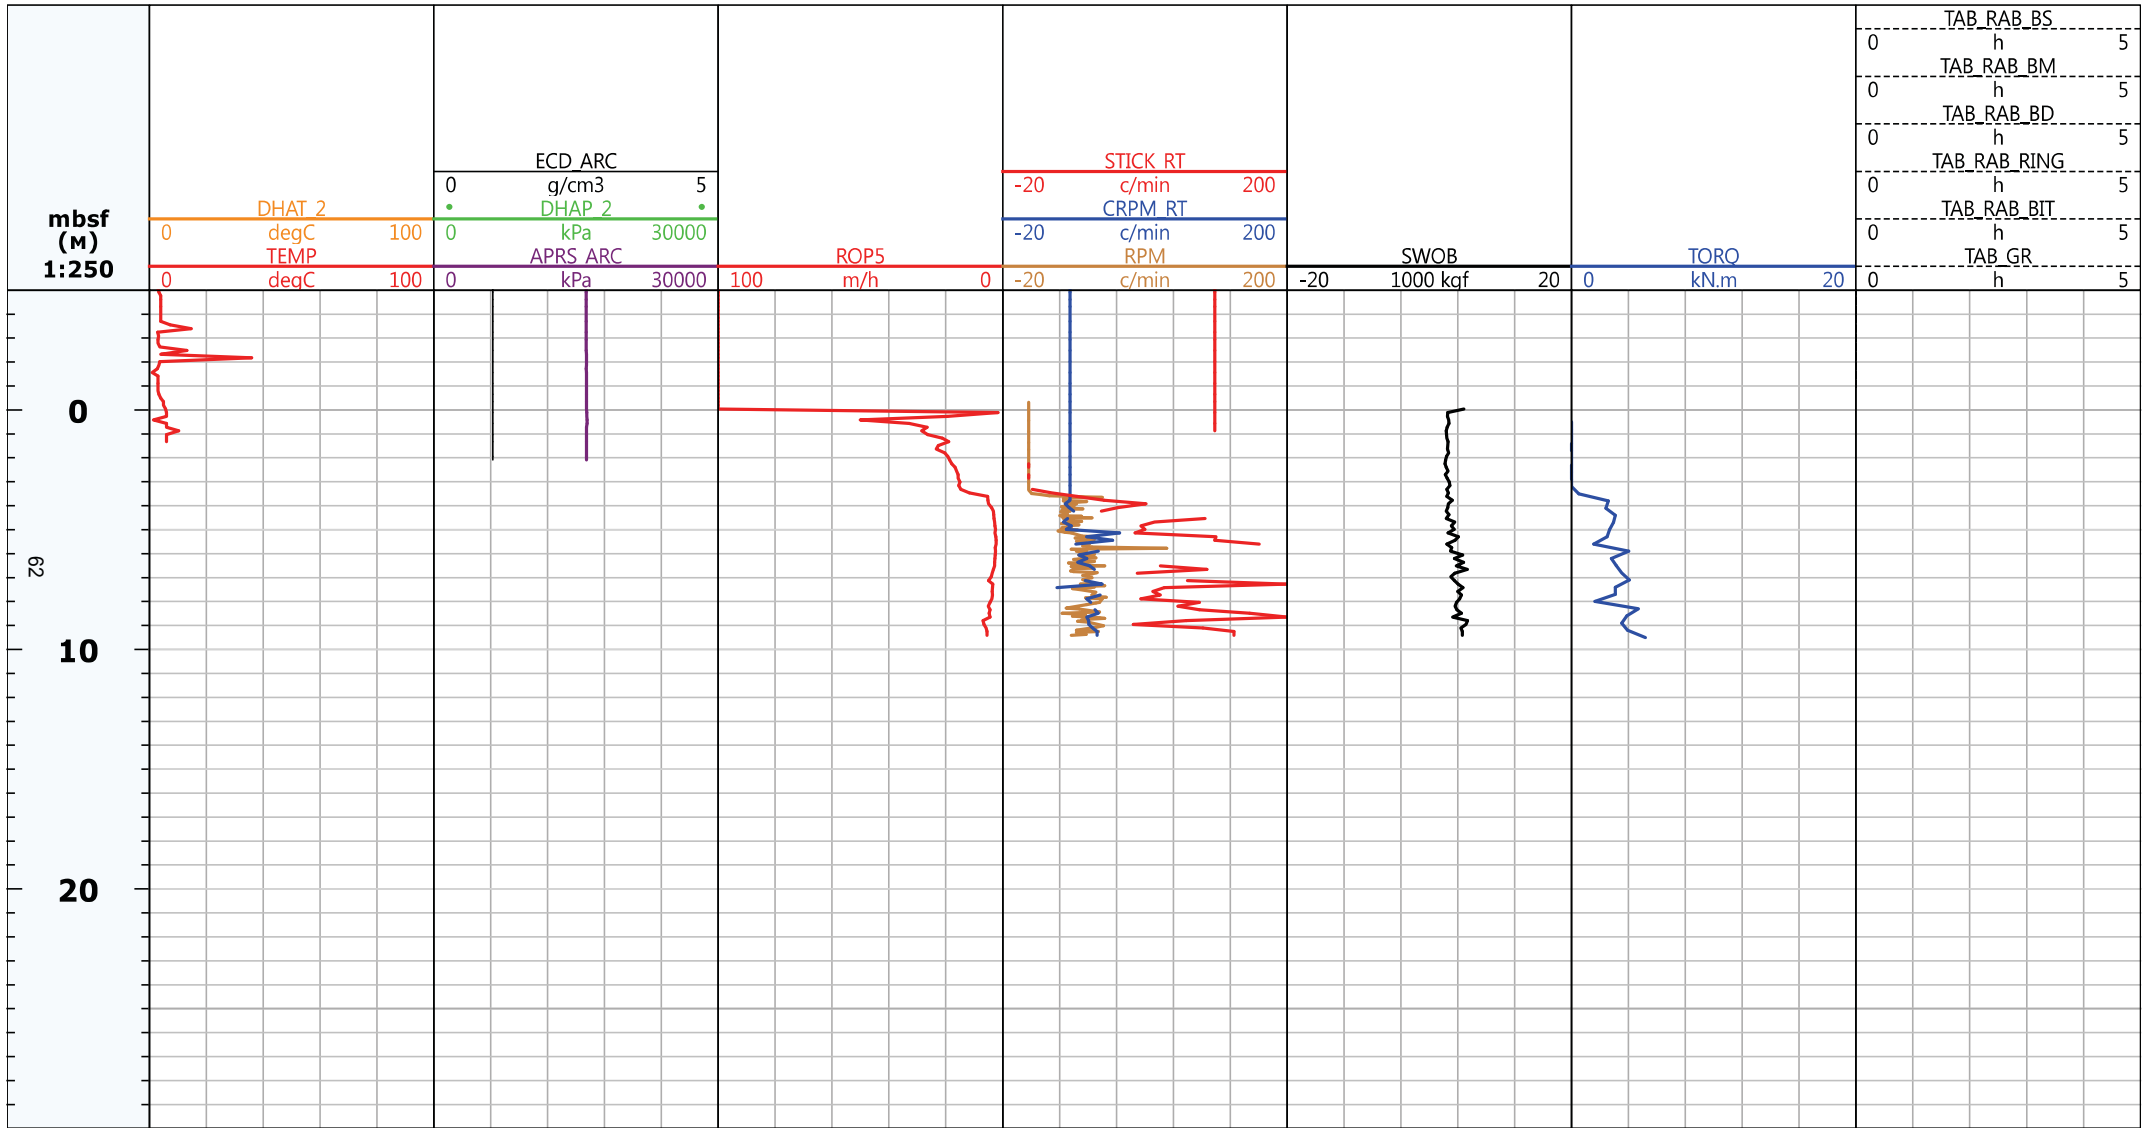 TAB_RAB_BS
0 h 5
TAB_RAB_BM
0 h 5
TAB_RAB_BD
0 h 5
ECD_ARC
STICK_RT
TAB_RAB_RING
0 g/cm3 5
-20 c/min 200
0 h 5
DHAT_2
DHAP_2
CRPM_RT
TAB_RAB_BIT
mbsf
(M)
1:250
0 degC 100
0 kPa 30000
-20 c/min 200
0 h 5
TEMP
APRS_ARC
ROP5
RPM
SWOB
TORQ
TAB_GR
0 degC 100
0 kPa 30000
100 m/h 0
-20 c/min 200
-20 1000 kgf 20
0 kN.m 20
0 h 5
0
62
10
20